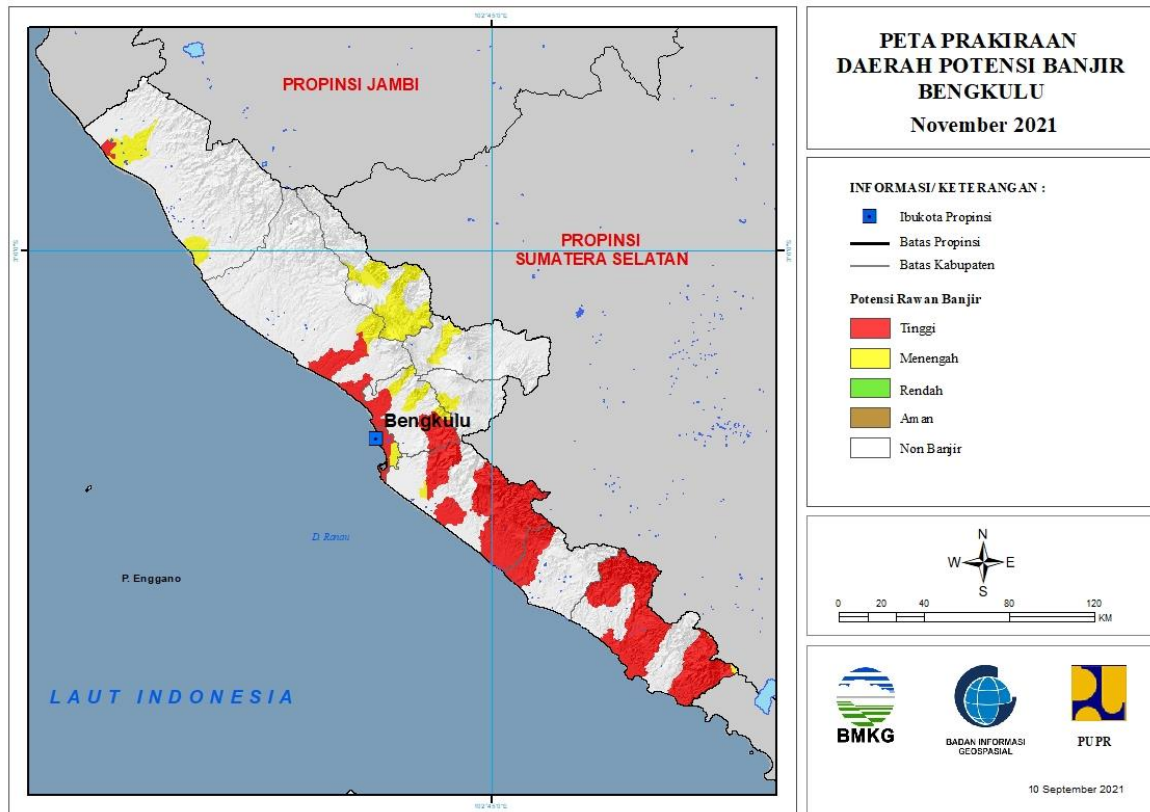 PETA PRAKIRAAN
DAERAH POTENSI BANJIR
BENGKULU
November 2021
INFORMASI/ KETERANGAN :
Ibukota Propinsi
Batas Propinsi
Batas Kabupaten
Potensi Rawan Banjir
Tinggi
Menengah
Rendah
Aman
Non Banjir
N
W E
S
0 20 40 80 120
KM
BMKG
BADAN INFORMASI
GEOSPASIAL
PUPR
10 September 2021
PROPINSI JAMBI
PROPINSI
SUMATERA SELATAN
Bengkulu
D. Ranau
P. Enggano
LAUT INDONESIA